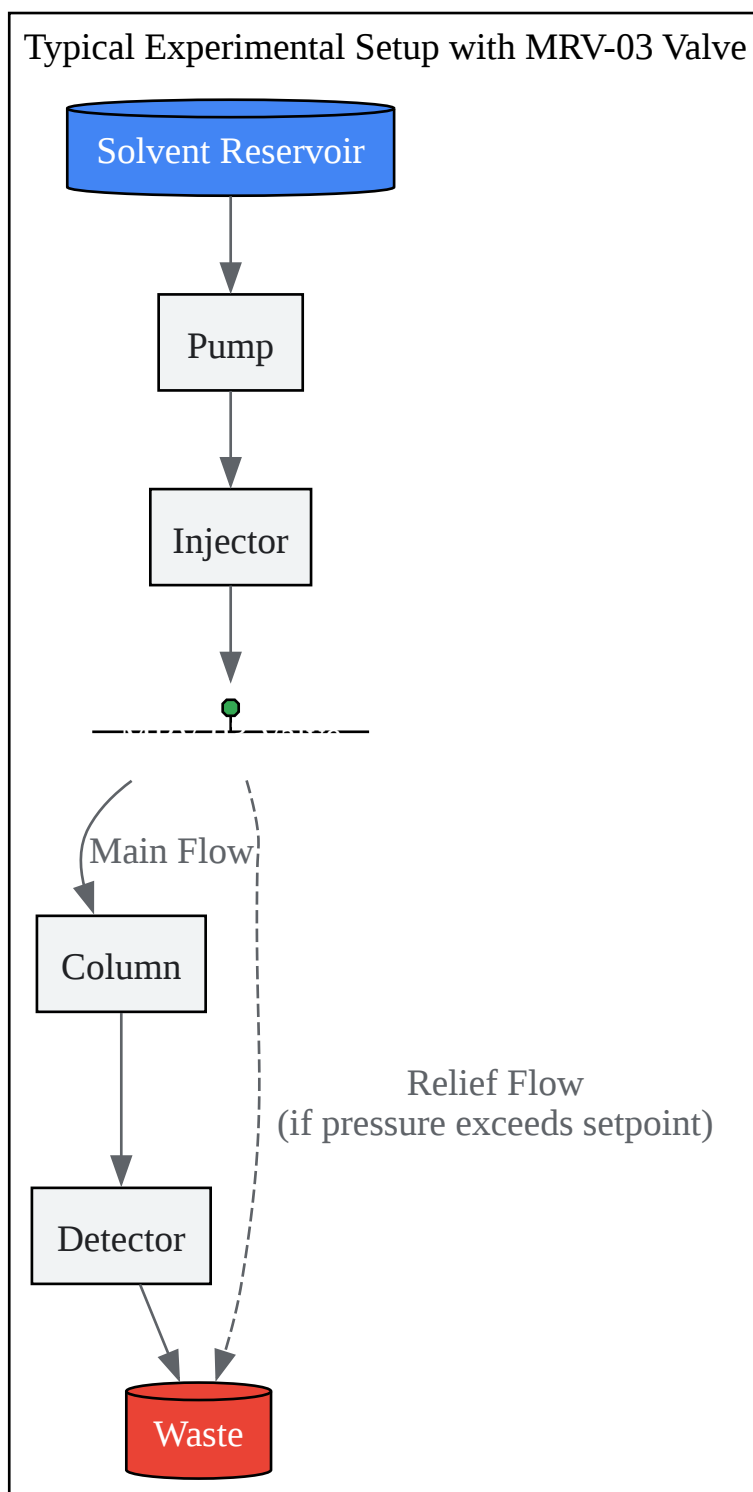 Typical Experimental Setup with MRV-03 Valve
Solvent Reservoir
Pump
Injector
Main Flow
Column
Relief Flow
(if pressure exceeds setpoint)
Detector
Waste